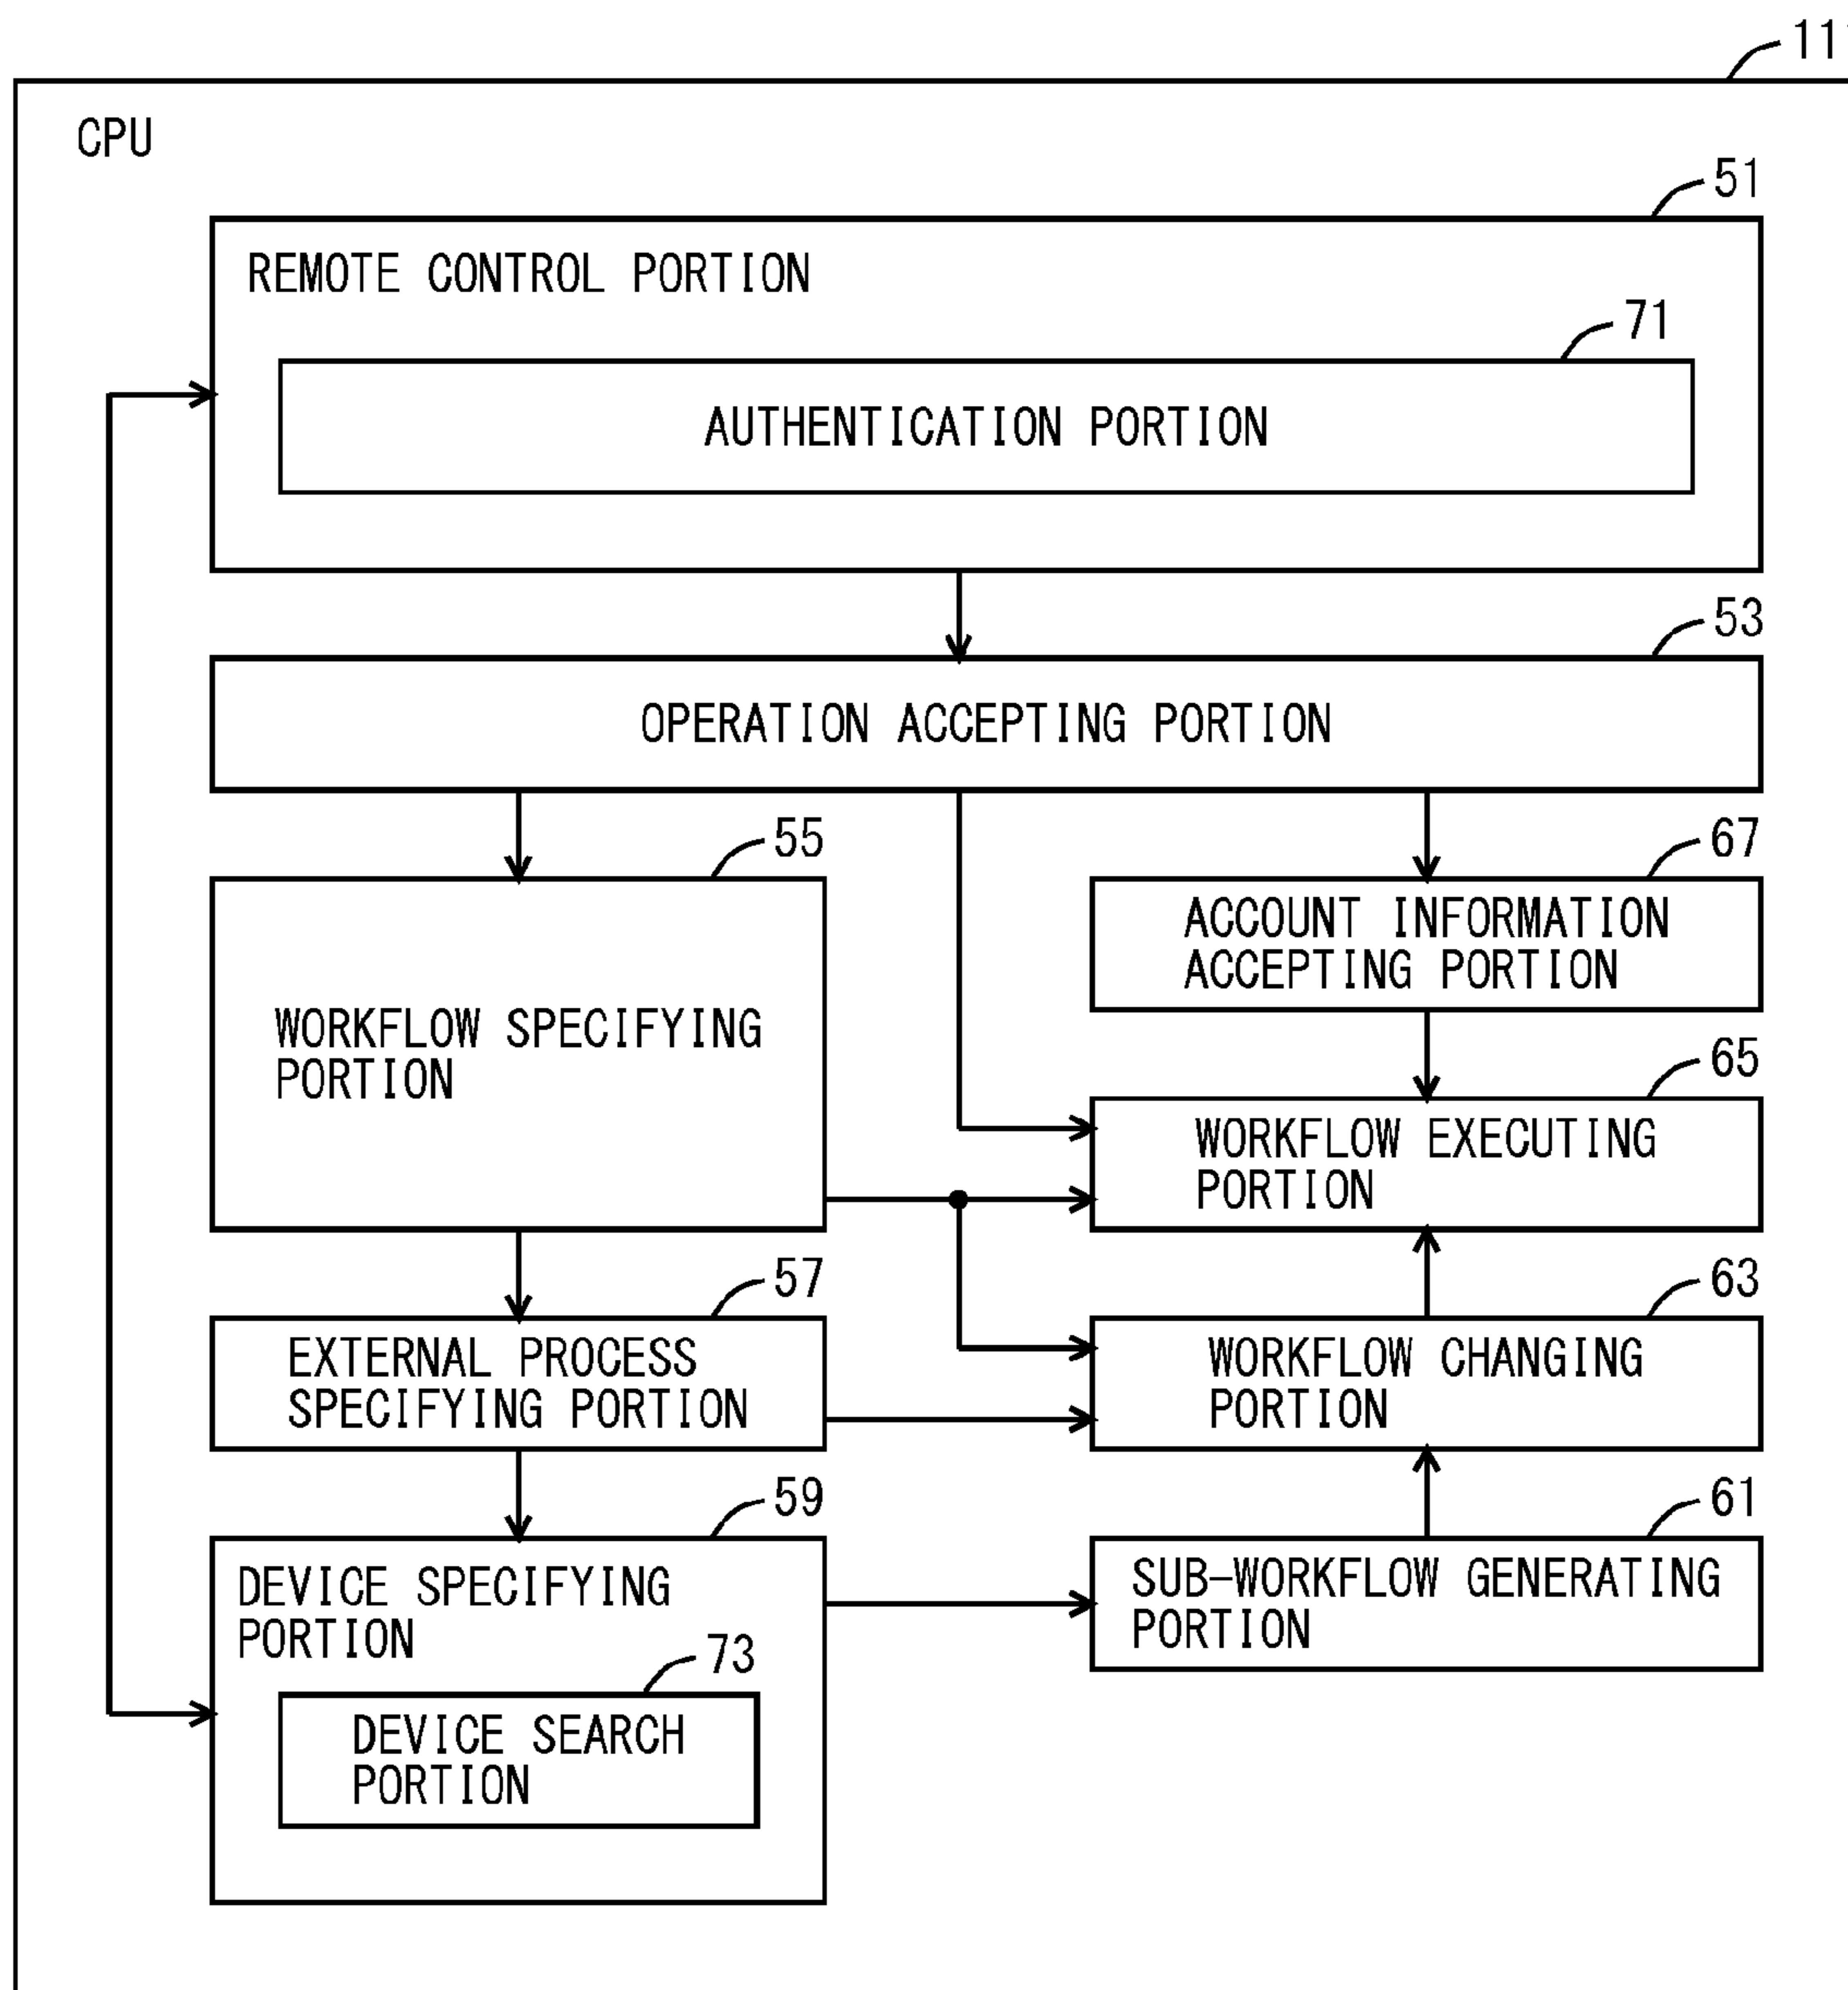 CPU
51
REMOTE CONTROL PORTION
71
AUTHENTICATION PORTION
53
OPERATION ACCEPTING PORTION
55
WORKFLOW SPECIFYING
PORTION
67
ACCOUNT INFORMATION
ACCEPTING PORTION
65
WORKFLOW EXECUTING
PORTION
57
EXTERNAL PROCESS
SPECIFYING PORTION
63
WORKFLOW CHANGING
PORTION
59
DEVICE SPECIFYING
PORTION
73
DEVICE SEARCH
PORTION
61
SUB-WORKFLOW GENERATING
PORTION